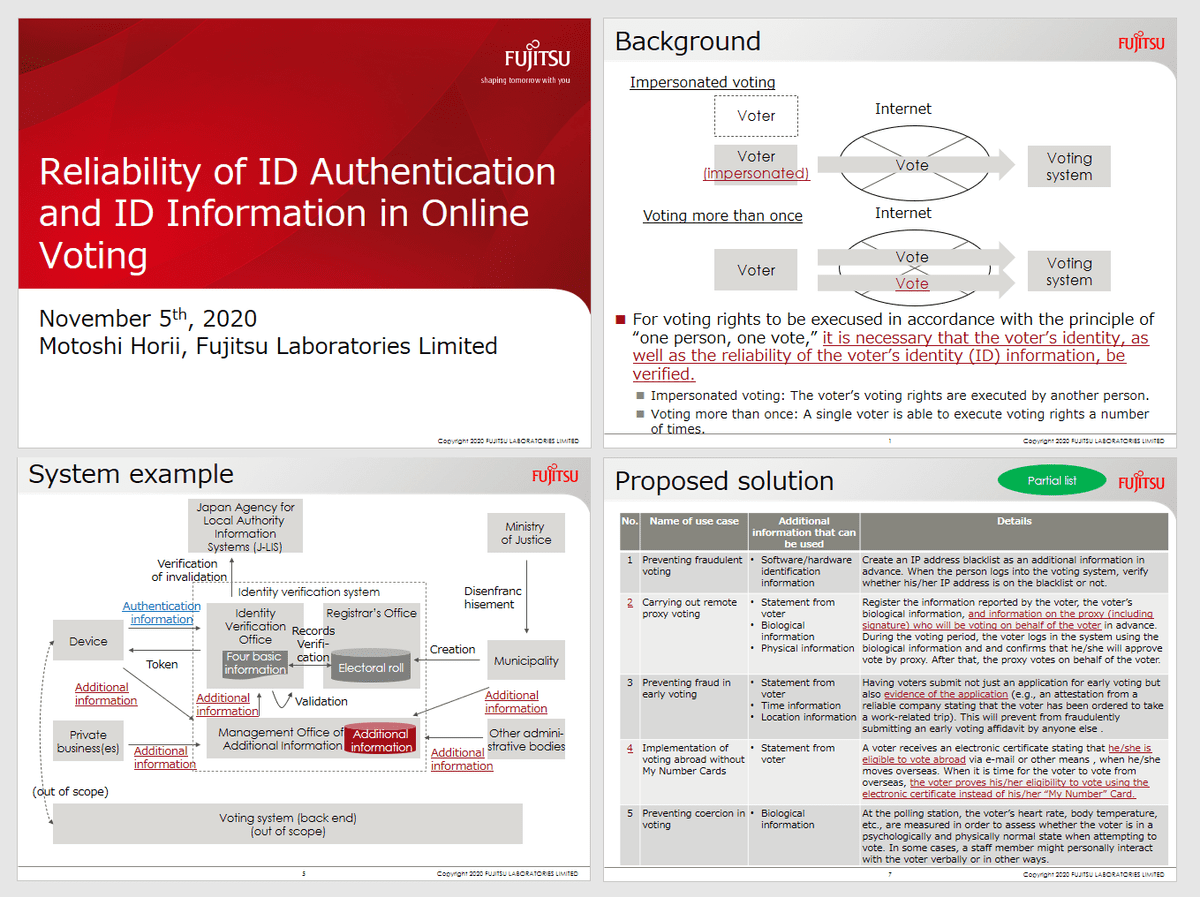 FUJITSU
shaping tomorrow with you
Reliability of ID Authentication
and ID Information in Online
Voting
November 5th, 2020
Motoshi Horii, Fujitsu Laboratories Limited
Copyright 2020 FUJITSU LABORATORIES LIMITED
Background
FUJITSU
Impersonated voting
Voter
Internet
Voter
(impersonated)
Vote
Voting
system
Voting more than once
Internet
Voter
Vote
Vote
Voting
system
■ For voting rights to be execused in accordance with the principle of
“one person, one vote,” it is necessary that the voter’s identity, as
well as the reliability of the voter’s identity (ID) information, be
verified.
■ Impersonated voting: The voter’s voting rights are executed by another person.
■ Voting more than once: A single voter is able to execute voting rights a number
of times.
1
Copyright 2020 FUJITSU LABORATORIES LIMITED
System example
FUJITSU
Japan Agency for
Local Authority
Information
Systems (J-LIS)
Ministry
of Justice
Verification
of invalidation
Identity verification system
Disenfranc
hisement
Authentication
information
Identity
Verification
Office
Registrar’s Office
Records
Verifi-
cation
Device
Four basic
information
Electoral roll
Creation
Municipality
Token
Additional
information
Additional
information
Validation
Additional
information
Private
business(es)
Additional
information
Management Office of
Additional Information
Additional
information
Additional
information
Other admini-
strative bodies
(out of scope)
Voting system (back end)
(out of scope)
5
Copyright 2020 FUJITSU LABORATORIES LIMITED
Proposed solution
Partial list
FUJITSU
No.
Name of use case
Additional
information that can
be used
Details
1
Preventing fraudulent
voting
• Software/hardware
identification
information
Create an IP address blacklist as an additional information in
advance. When the person logs into the voting system, verify
whether his/her IP address is on the blacklist or not.
2
Carrying out remote
proxy voting
• Statement from
voter
• Biological
information
• Physical information
Register the information reported by the voter, the voter’s
biological information, and information on the proxy (including
signature) who will be voting on behalf of the voter in advance.
During the voting period, the voter logs in the system using the
biological information and and confirms that he/she will approve
vote by proxy. After that, the proxy votes on behalf of the voter.
3
Preventing fraud in
early voting
• Statement from
voter
• Time information
• Location information
Having voters submit not just an application for early voting but
also evidence of the application (e.g., an attestation from a
reliable company stating that the voter has been ordered to take
a work-related trip). This will prevent from fraudulently
submitting an early voting affidavit by anyone else .
4
Implementation of
voting abroad without
My Number Cards
• Statement from
voter
A voter receives an electronic certificate stating that he/she is
eligible to vote abroad via e-mail or other means , when he/she
moves overseas. When it is time for the voter to vote from
overseas, the voter proves his/her eligibility to vote using the
electronic certificate instead of his/her “My Number” Card.
5
Preventing coercion in
voting
• Biological
information
At the polling station, the voter’s heart rate, body temperature,
etc., are measured in order to assess whether the voter is in a
psychologically and physically normal state when attempting to
vote. In some cases, a staff member might personally interact
with the voter verbally or in other ways.
7
Copyright 2020 FUJITSU LABORATORIES LIMITED